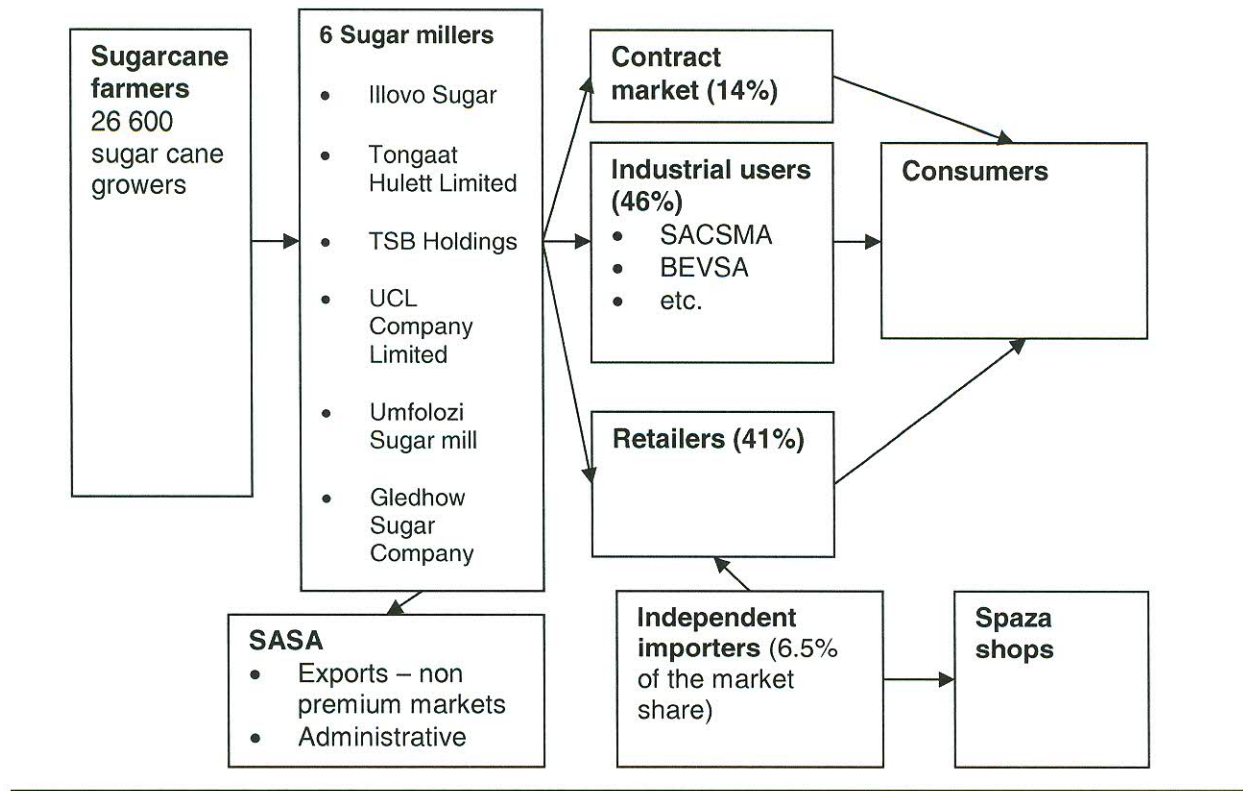 Sugarcane
farmers
26 600
sugar cane
growers
6 Sugar millers
• Illovo Sugar
• Tongaat
Hulett Limited
• TSB Holdings
• UCL
Company
Limited
• Umfolozi
Sugar mill
• Gledhow
Sugar
Company
Contract
market (14%)
Industrial users
(46%)
• SACSMA
• BEVSA
• etc.
Retailers (41%)
Consumers
SASA
• Exports – non
premium markets
• Administrative
Independent
importers (6.5%
of the market
share)
Spaza
shops